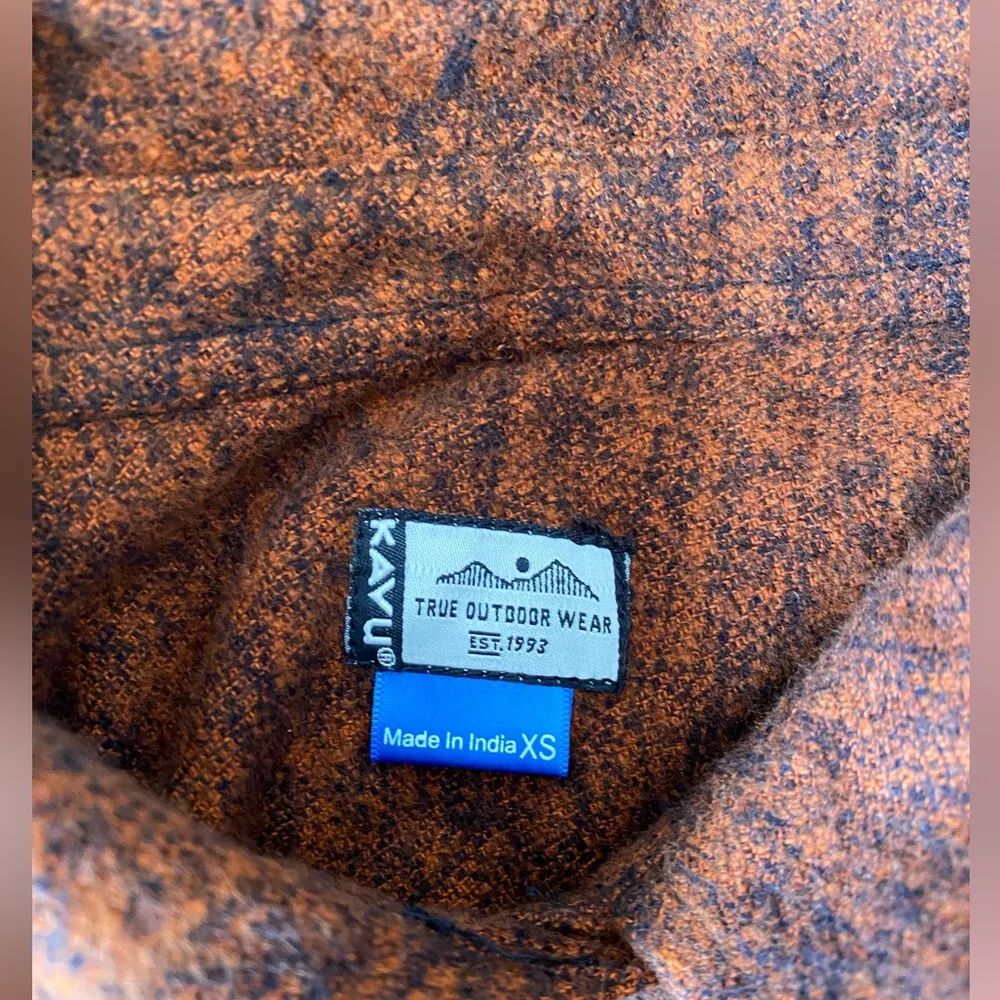 KAVU®
TRUE OUTDOOR WEAR
EST. 1993
Made In India XS